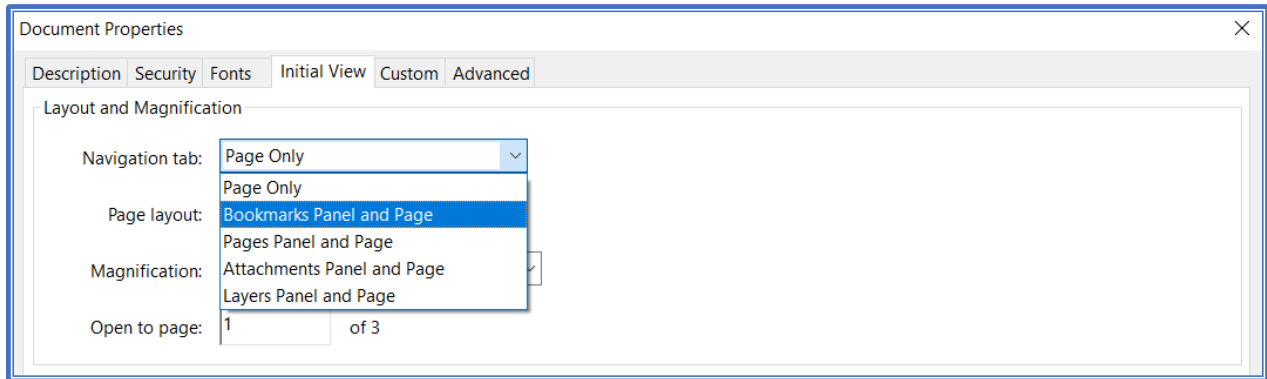 Document Properties
Description Security Fonts Initial View Custom Advanced
Layout and Magnification
Navigation tab: Page Only
Page Only
Page layout: Bookmarks Panel and Page
Pages Panel and Page
Magnification: Attachments Panel and Page
Layers Panel and Page
Open to page: 1 of 3